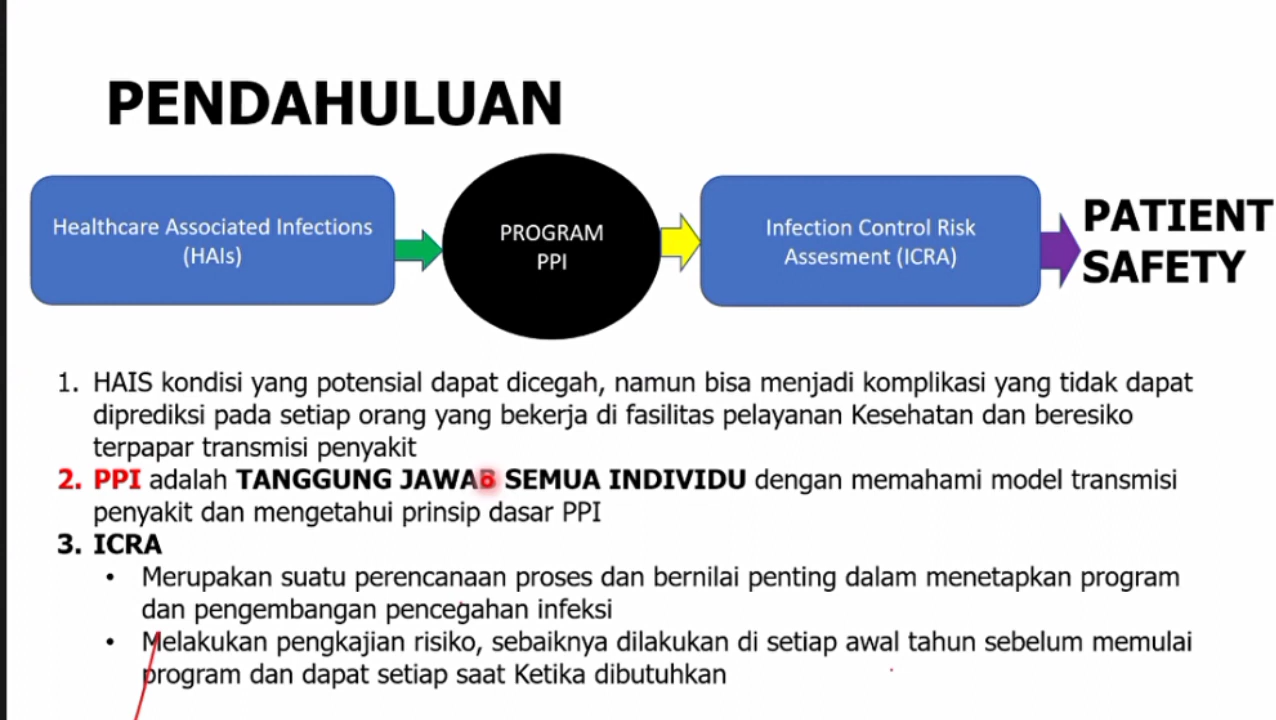 PENDAHULUAN
Healthcare Associated Infections
(HAIs)
PROGRAM
PPI
Infection Control Risk
Assesment (ICRA)
PATIENT
SAFETY
1. HAIS kondisi yang potensial dapat dicegah, namun bisa menjadi komplikasi yang tidak dapat
diprediksi pada setiap orang yang bekerja di fasilitas pelayanan Kesehatan dan beresiko
terpapar transmisi penyakit
2. PPI adalah TANGGUNG JAWAB SEMUA INDIVIDU dengan memahami model transmisi
penyakit dan mengetahui prinsip dasar PPI
3. ICRA
• Merupakan suatu perencanaan proses dan bernilai penting dalam menetapkan program
dan pengembangan pencegahan infeksi
• Melakukan pengkajian risiko, sebaiknya dilakukan di setiap awal tahun sebelum memulai
program dan dapat setiap saat Ketika dibutuhkan